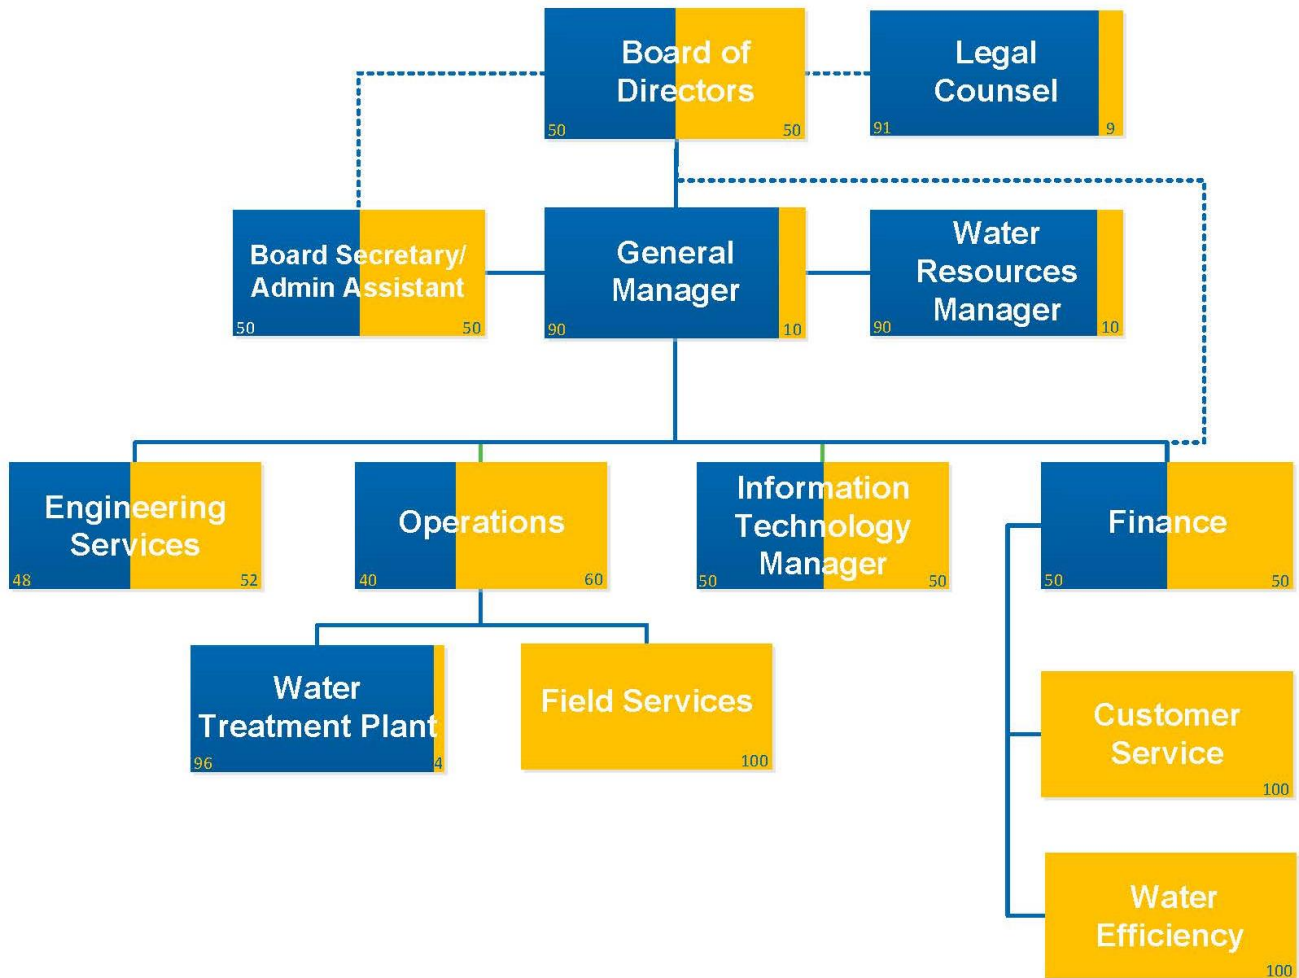 Board of
Directors
50 50
Legal
Counsel
91 9
Board Secretary/
Admin Assistant
50 50
General
Manager
90 10
Water
Resources
Manager
90 10
Engineering
Services
48 52
Operations
40 60
Information
Technology
Manager
50 50
Finance
50 50
Water
Treatment Plant
96 4
Field Services
100
Customer
Service
100
Water
Efficiency
100